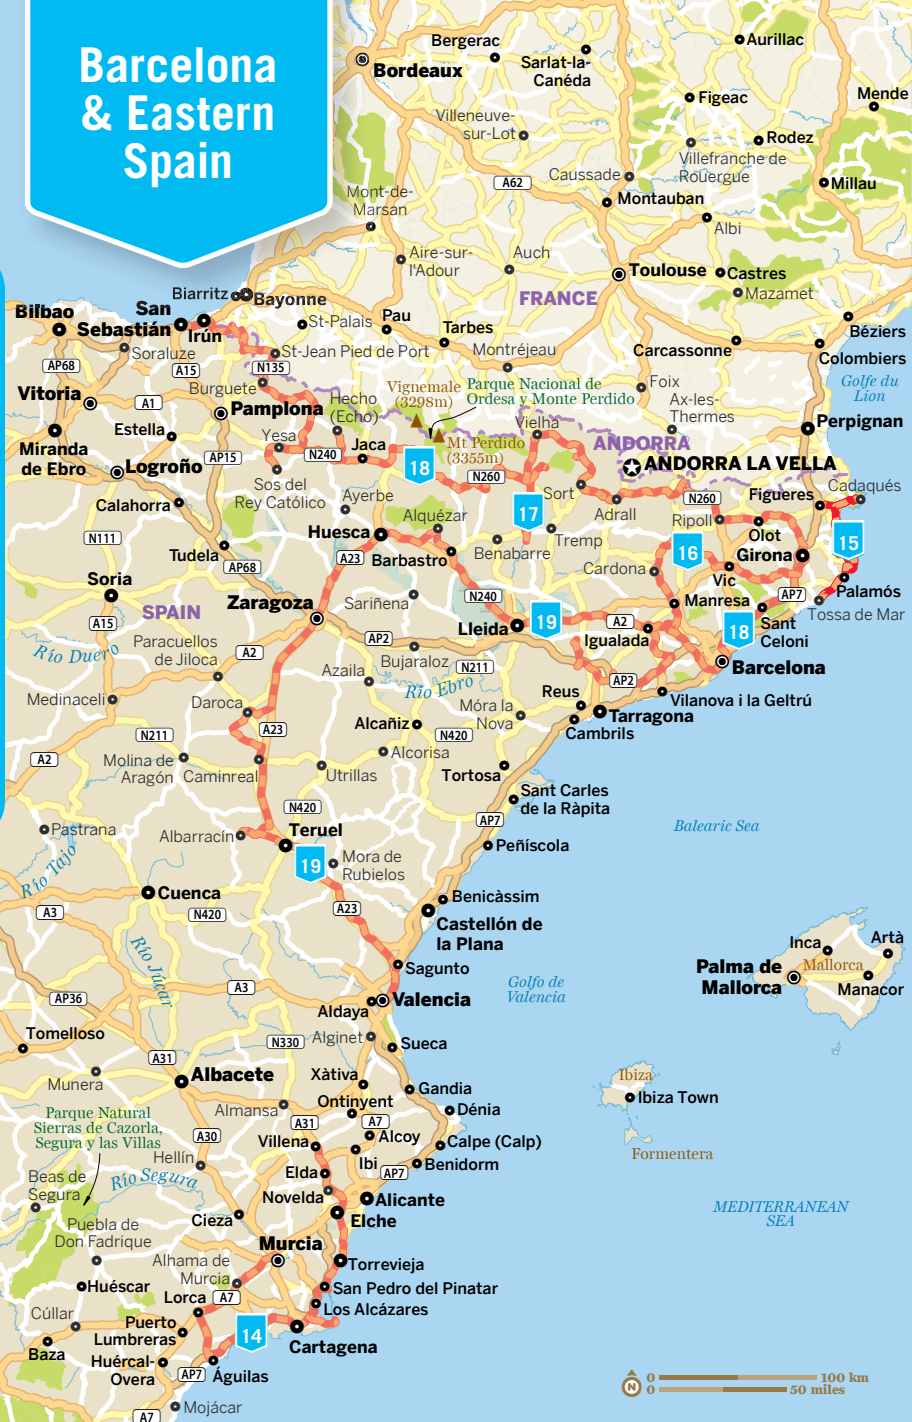 Barcelona
& Eastern
Spain
Bergerac
Aurillac
Bordeaux
Sarlat-la-
Canéda
Mende
Figeac
Villeneuve-
sur-Lot
Rodez
Villefranche de
Rouergue
A62
Caussade
Millau
Mont-de-
Marsan
Montauban
Albi
Aire-sur-
l'Adour
Auch
Toulouse
Castres
FRANCE
Mazamet
Biarritz
Bayonne
Bilbao
San
Sebastián
Irún
St-Palais
Pau
Tarbes
Béziers
Soraluze
St-Jean Pied de Port
Montréjeau
Carcassonne
Colombiers
AP68
A15
N135
Golfe du
Lion
Vitoria
A1
Burguete
Vignemale
(3298m)
Parque Nacional de
Ordesa y Monte Perdido
Foix
Ax-les-
Thermes
Pamplona
Hecho
(Echo)
Vielha
Perpignan
Estella
Yesa
Jaca
Mt Perdido
(3355m)
ANDORRA
Miranda
de Ebro
AP15
N240
18
N260
ANDORRA LA VELLA
Logroño
Sos del
Rey Católico
Ayerbe
Sort
N260
Figueres
Cadaqués
Calahorra
Alquézar
17
Adrall
Ripoll
Olot
N111
Huesca
Tremp
16
15
Tudela
A23
Barbastro
Benabarre
Girona
AP68
Cardona
Vic
Soria
N240
AP7
Palamós
SPAIN
Zaragoza
Sariñena
Manresa
Tossa de Mar
A15
Lleida
19
A2
18
Sant
Celoni
Paracuellos
de Jiloca
AP2
Igualada
Río Duero
A2
Bujaraloz
Barcelona
Azaila
N211
AP2
Medinaceli
Río Ebro
Reus
Vilanova i la Geltrú
Daroca
Móra la
Nova
Tarragona
Alcañiz
A23
Cambrils
N211
N420
A2
Molina de
Aragón
Caminreal
Alcorisa
Utrillas
Tortosa
Sant Carles
de la Ràpita
N420
AP7
Balearic Sea
Pastrana
Albarracín
Teruel
Peñíscola
19
Mora de
Rubielos
Río Tajo
Cuenca
Benicàssim
A3
N420
A23
Castellón de
la Plana
Artà
Inca
Río Júcar
Palma de
Mallorca
Mallorca
Sagunto
Manacor
A3
Golfo de
Valencia
AP36
Valencia
Aldaya
Tomelloso
N330
Alginet
Sueca
A31
Munera
Albacete
Xàtiva
Ibiza
Gandia
Ibiza Town
Parque Natural
Sierras de Cazorla,
Segura y las Villas
Almansa
Ontinyent
Dénia
A31
A7
A30
Villena
Alcoy
Calpe (Calp)
Formentera
Hellín
Ibi
Benidorm
Beas de
Segura
Río Segura
Elda
AP7
Novelda
Alicante
MEDITERRANEAN
SEA
Puebla de
Don Fadrique
Cieza
Elche
Murcia
Alhama de
Murcia
Torrevieja
Huéscar
San Pedro del Pinatar
Lorca
A7
Los Alcázares
Cúllar
Puerto
Lumbreras
14
Cartagena
Baza
Huércal-
Overa
AP7
Águilas
Mojácar
A7
N
0
100 km
0
50 miles